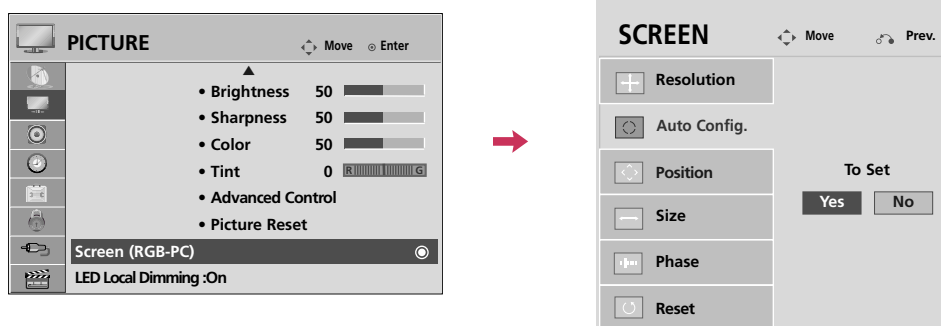 PICTURE
Move Enter
• Brightness 50
• Sharpness 50
• Color 50
• Tint 0 R G
• Advanced Control
• Picture Reset
Screen (RGB-PC)
LED Local Dimming :On
SCREEN
Move Prev.
Resolution
Auto Config.
Position
Size
Phase
Reset
To Set
Yes No